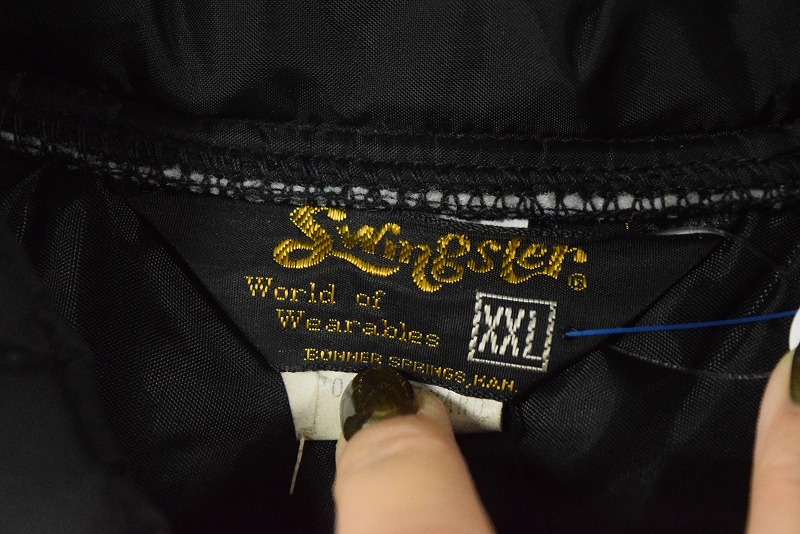 Swingster®
World of
Wearables
XXL
BONNER SPRINGS, KAN.